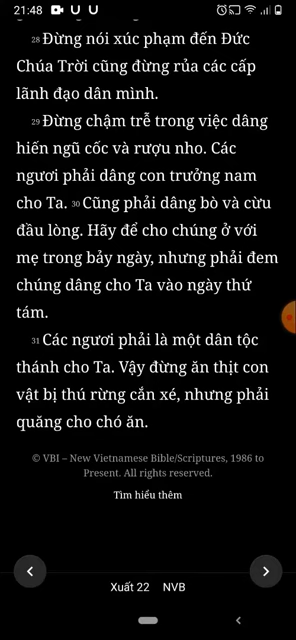 21:48 U U
28 Đừng nói xúc phạm đến Đức
Chúa Trời cũng đừng rủa các cấp
lãnh đạo dân mình.
29 Đừng chậm trễ trong việc dâng
hiến ngũ cốc và rượu nho. Các
ngươi phải dâng con trưởng nam
cho Ta. 30 Cũng phải dâng bò và cừu
đầu lòng. Hãy để cho chúng ở với
mẹ trong bảy ngày, nhưng phải đem
chúng dâng cho Ta vào ngày thứ
tám.
31 Các ngươi phải là một dân tộc
thánh cho Ta. Vậy đừng ăn thịt con
vật bị thú rừng cắn xé, nhưng phải
quăng cho chó ăn.
© VBI – New Vietnamese Bible/Scriptures, 1986 to
Present. All rights reserved.
Tìm hiểu thêm
Xuất 22 NVB